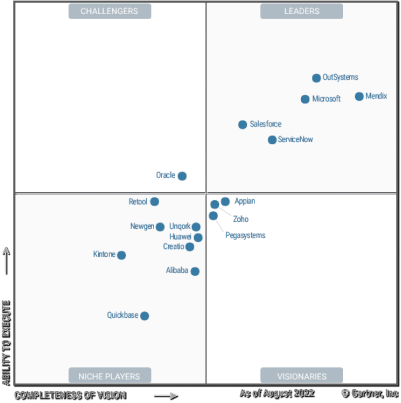 CHALLENGERS
LEADERS
OutSystems
Microsoft
Mendix
Salesforce
ServiceNow
Oracle
Retool
Appian
Zoho
Newgen
Unqork
Huawei
Pegasystems
Creatio
Kintone
Alibaba
Quickbase
NICHE PLAYERS
VISIONARIES
ABILITY TO EXECUTE
COMPLETENESS OF VISION
As of August 2022
© Gartner, Inc